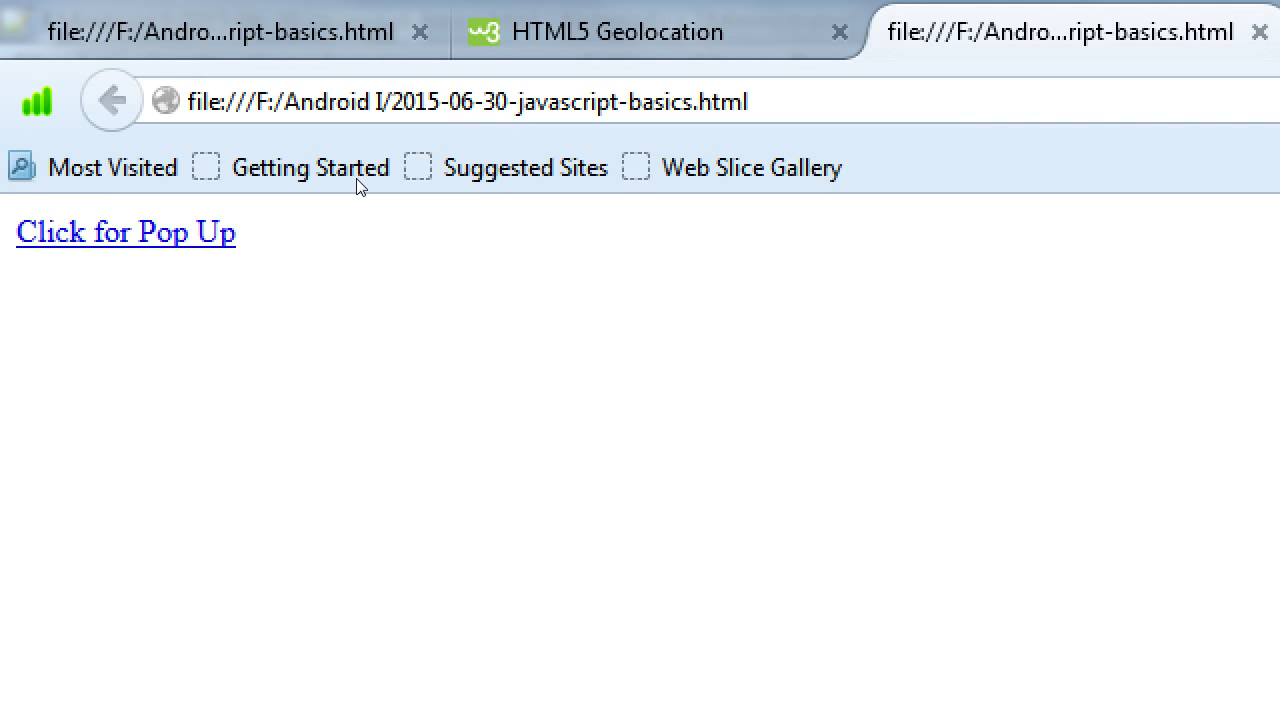 file:///F:/Andro...ript-basics.html HTML5 Geolocation file:///F:/Andro...ript-basics.html
file:///F:/Android I/2015-06-30-javascript-basics.html
Most Visited Getting Started Suggested Sites Web Slice Gallery
Click for Pop Up